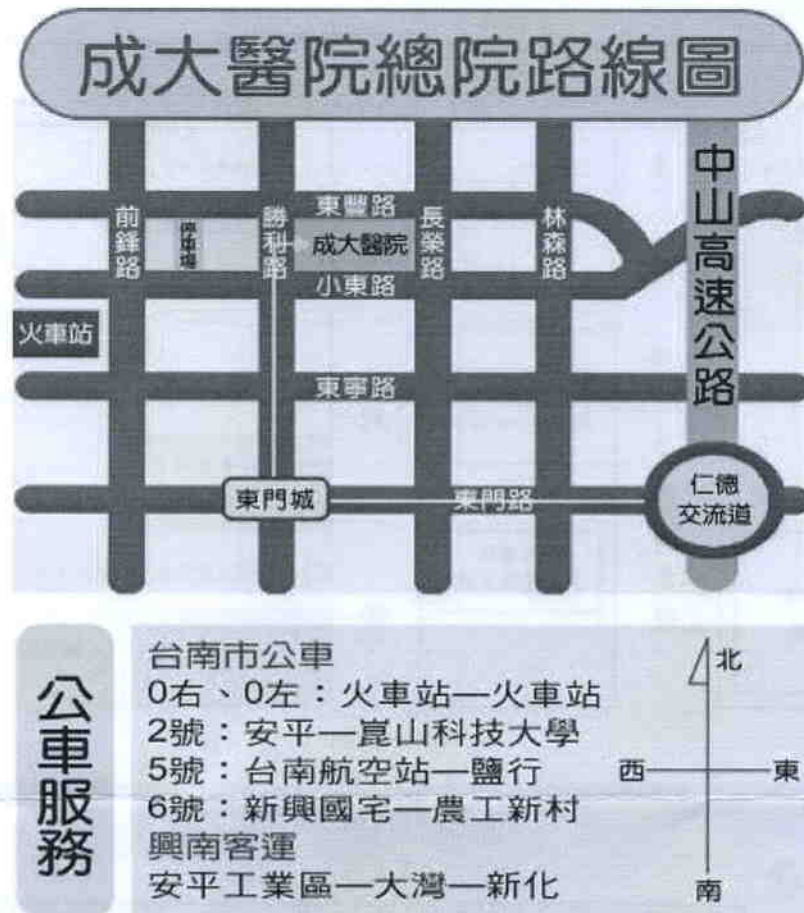 成大醫院總院路線圖
中山高速公路
前鋒路
停車場
勝利路
東豐路
成大醫院
長榮路
林森路
小東路
火車站
東寧路
東門城
東門路
仁德
交流道
公車服務
台南市公車
0右、0左：火車站—火車站
2號：安平—崑山科技大學
5號：台南航空站—鹽行
6號：新興國宅—農工新村
興南客運
安平工業區—大灣—新化
北
西
東
南